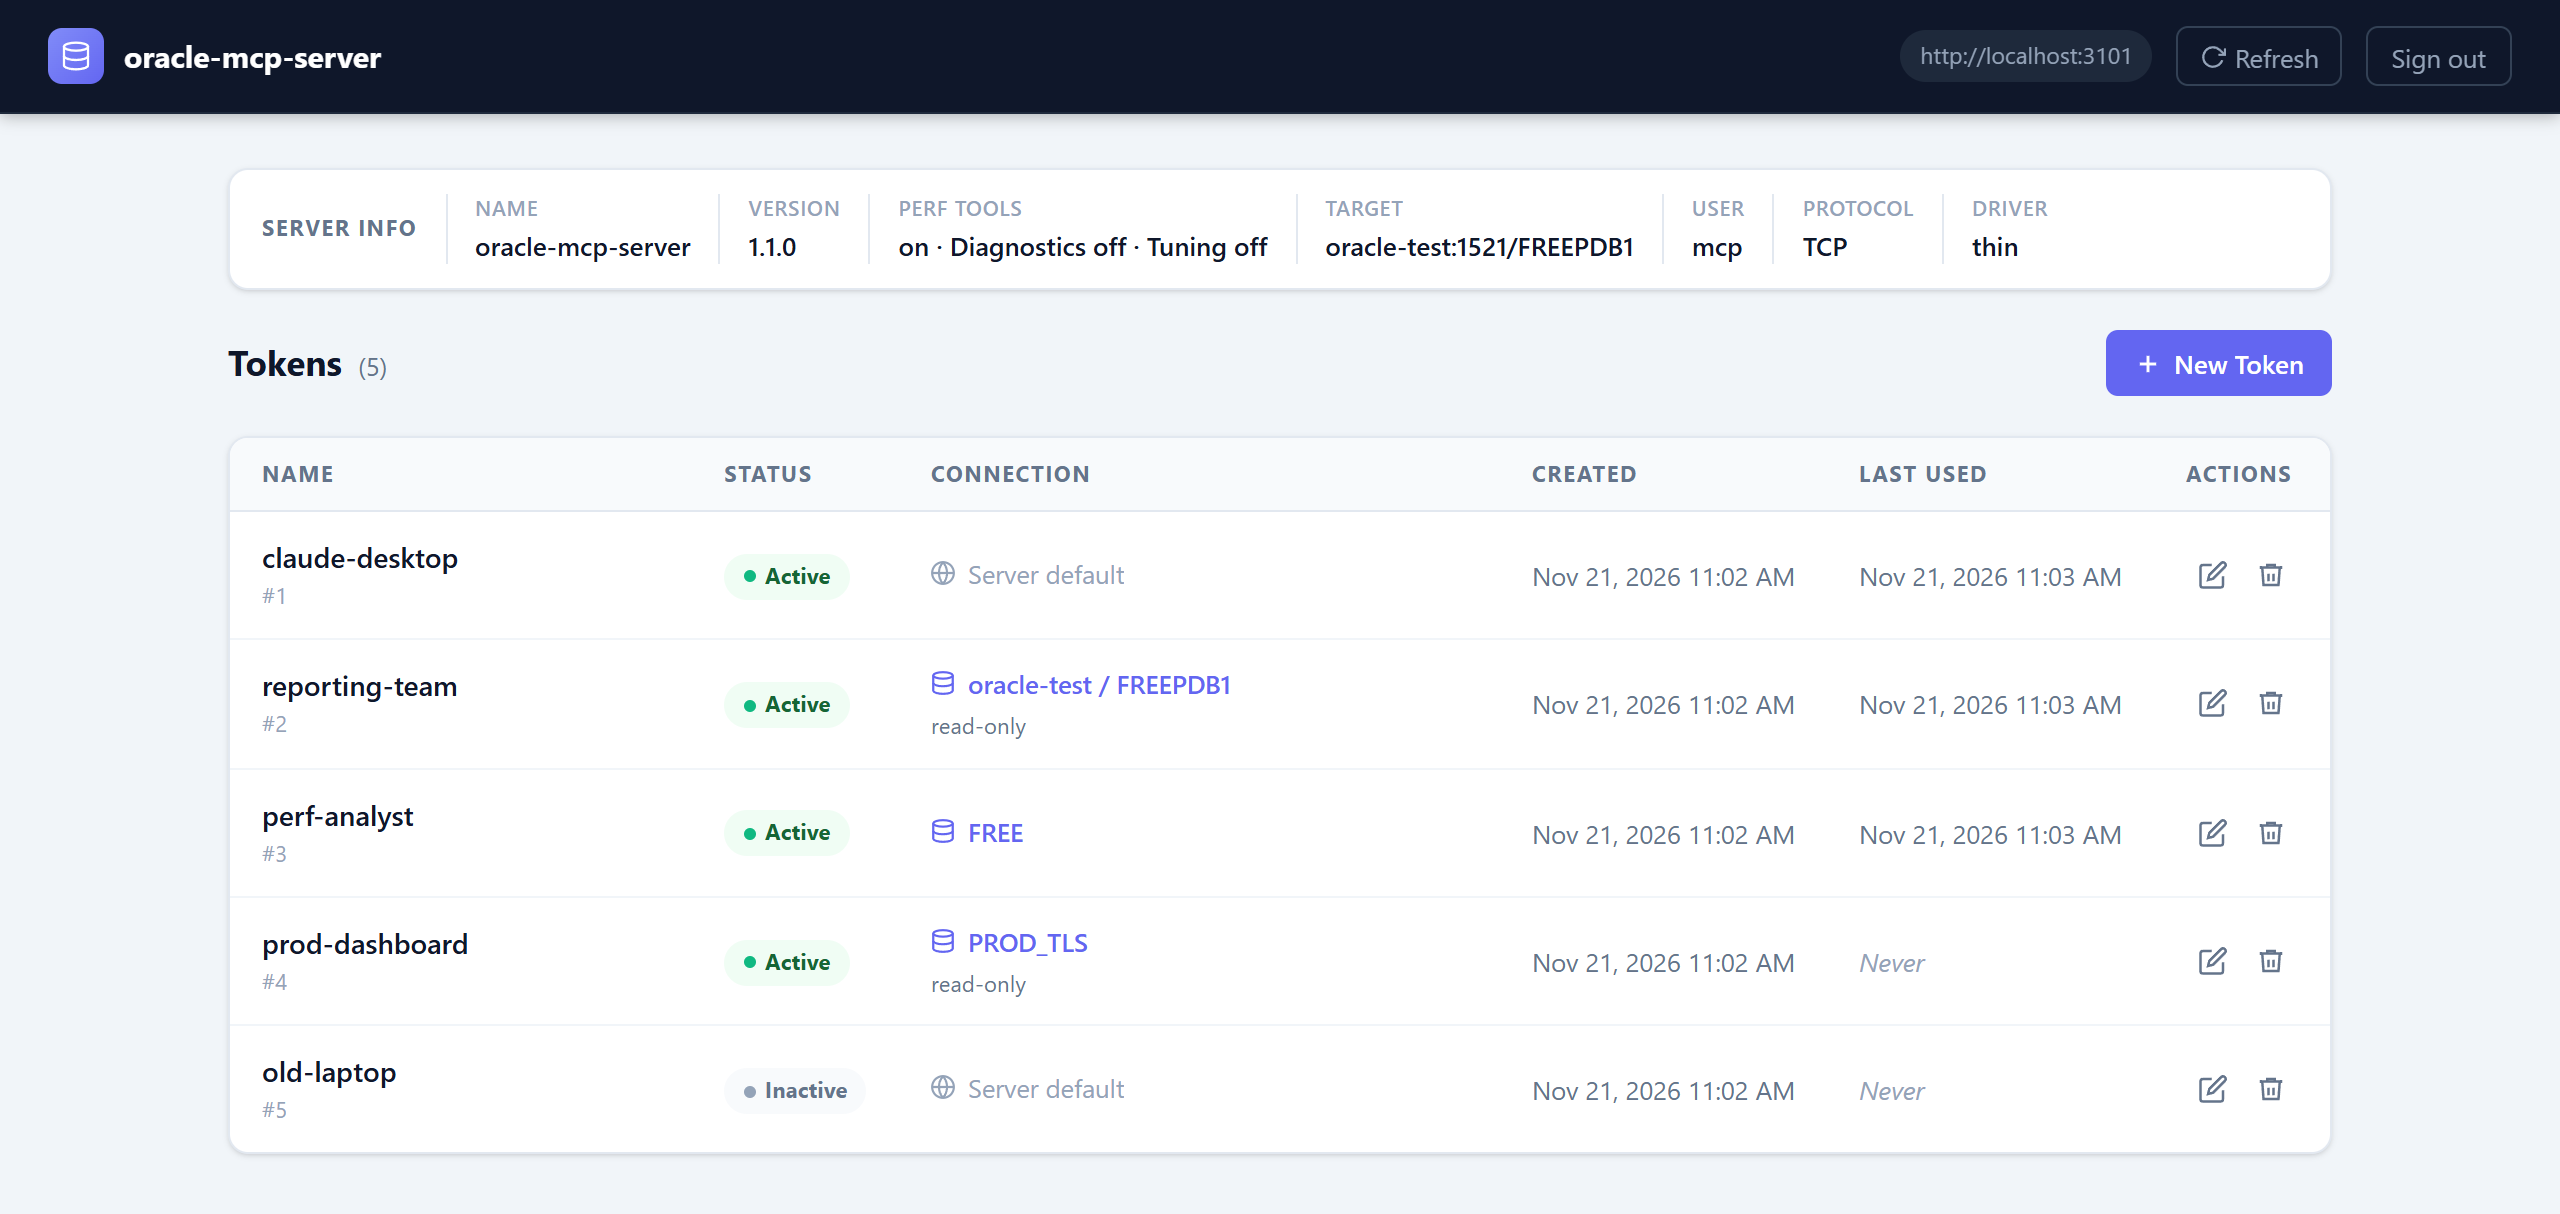 oracle-mcp-server
http://localhost:3101
Refresh
Sign out
SERVER INFO
NAME
oracle-mcp-server
VERSION
1.1.0
PERF TOOLS
on · Diagnostics off · Tuning off
TARGET
oracle-test:1521/FREEPDB1
USER
mcp
PROTOCOL
TCP
DRIVER
thin
Tokens (5)
+ New Token
NAME STATUS CONNECTION CREATED LAST USED ACTIONS
claude-desktop
#1
Active
Server default
Nov 21, 2026 11:02 AM
Nov 21, 2026 11:03 AM
reporting-team
#2
Active
oracle-test / FREEPDB1
read-only
Nov 21, 2026 11:02 AM
Nov 21, 2026 11:03 AM
perf-analyst
#3
Active
FREE
Nov 21, 2026 11:02 AM
Nov 21, 2026 11:03 AM
prod-dashboard
#4
Active
PROD_TLS
read-only
Nov 21, 2026 11:02 AM
Never
old-laptop
#5
Inactive
Server default
Nov 21, 2026 11:02 AM
Never